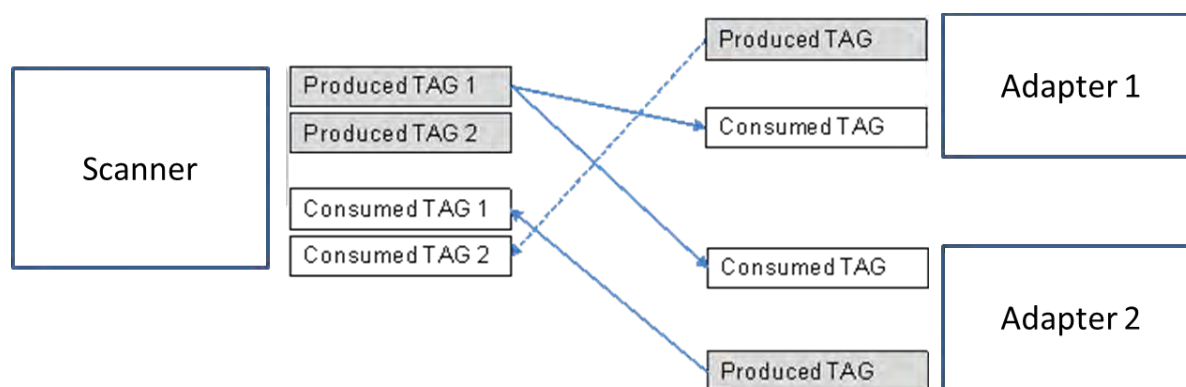 Scanner
Produced TAG 1
Produced TAG 2
Consumed TAG 1
Consumed TAG 2
Produced TAG
Consumed TAG
Adapter 1
Consumed TAG
Produced TAG
Adapter 2